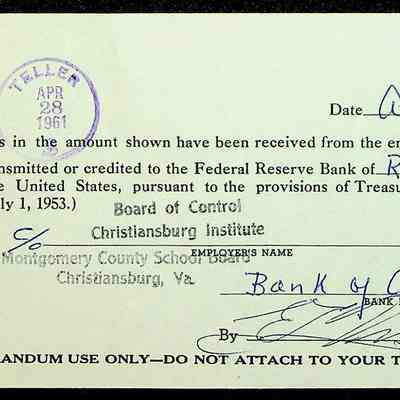 TELLER
APR
28
1961
Date
s in the amount shown have been received from the en
nsmitted or credited to the Federal Reserve Bank of R
e United States, pursuant to the provisions of Treasu
ly 1, 1953.)
Board of Control
Christiansburg Institute
c/o
EMPLOYER'S NAME
Montgomery County School Board
Christiansburg, Va.
Bank of C
BANK
By
RANDUM USE ONLY—DO NOT ATTACH TO YOUR T